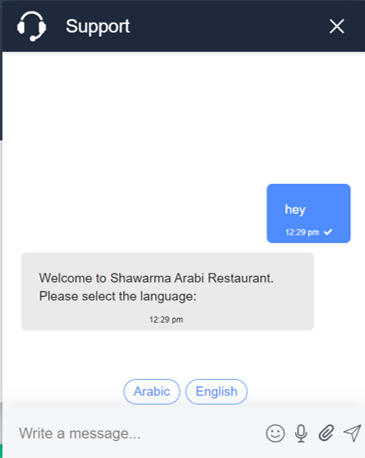 Support
hey
12:29 pm
Welcome to Shawarma Arabi Restaurant.
Please select the language:
12:29 pm
Arabic
English
Write a message...